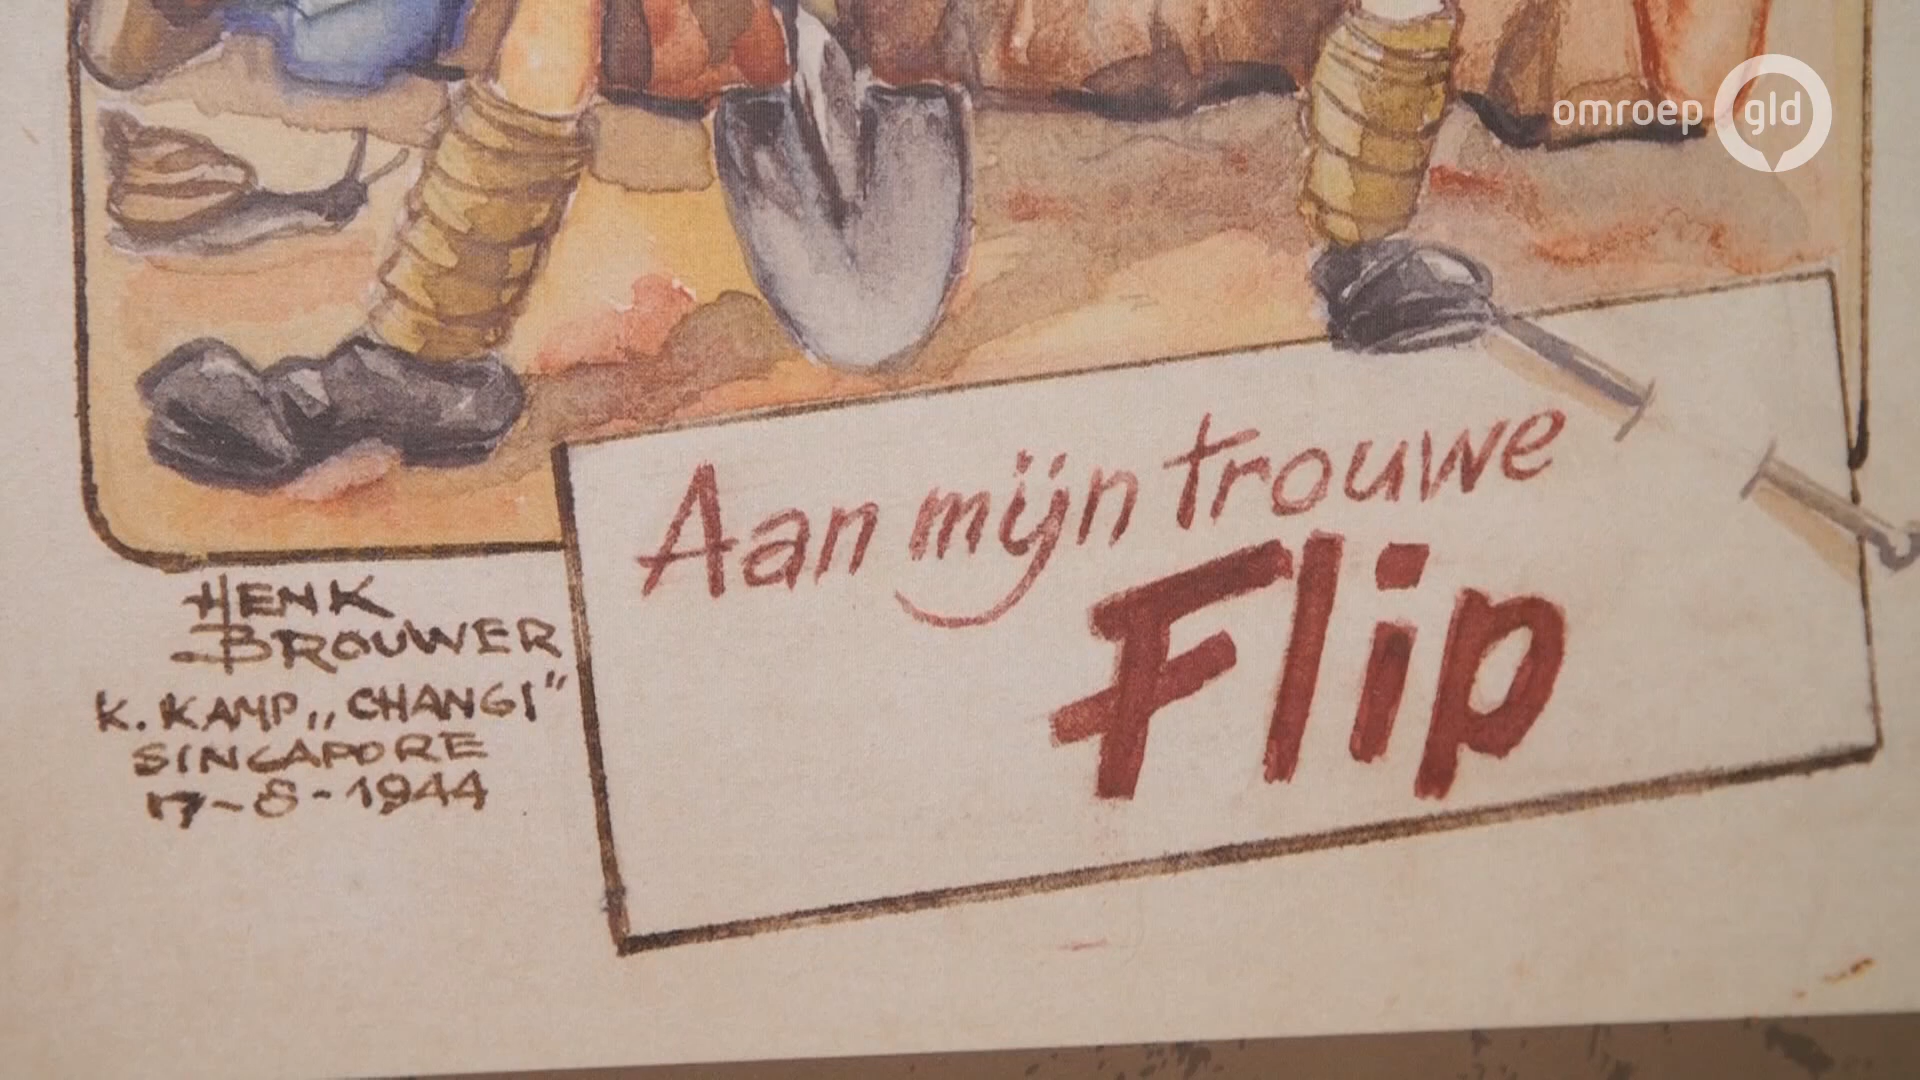 omroep gld
Aan mijn trouwe
Flip
HENK
BROUWER
K. KAMP „CHANGI”
SINGAPORE
17-8-1944